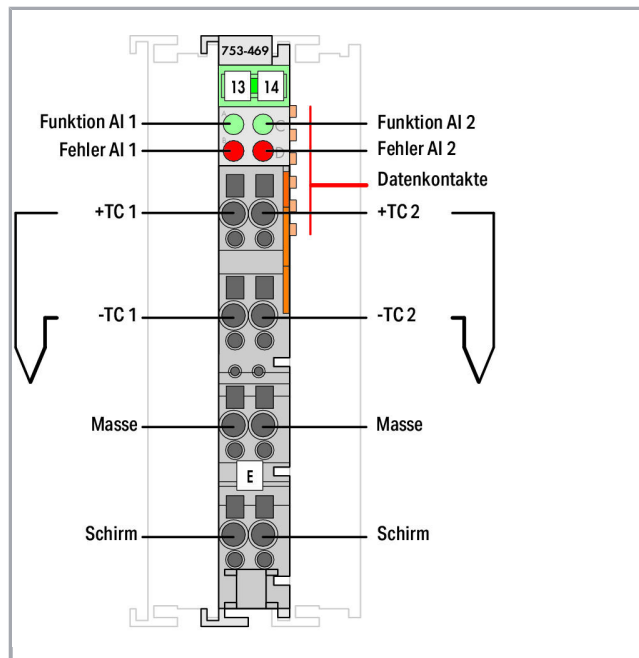 753-469
13 14
Funktion AI 1
A C
Funktion AI 2
Fehler AI 1
D
Fehler AI 2
Datenkontakte
+TC 1
+TC 2
-TC 1
-TC 2
Masse
Masse
E
Schirm
Schirm